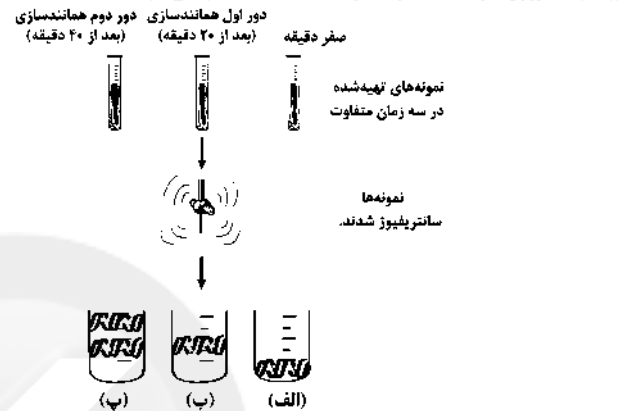 صفر دقیقه
دور اول همانندسازی
(بعد از ۲۰ دقیقه)
دور دوم همانندسازی
(بعد از ۴۰ دقیقه)
نمونه‌های تهیه‌شده
در سه زمان متفاوت
نمونه‌ها
سانتریفیوژ شدند.
(الف)
(ب)
(پ)